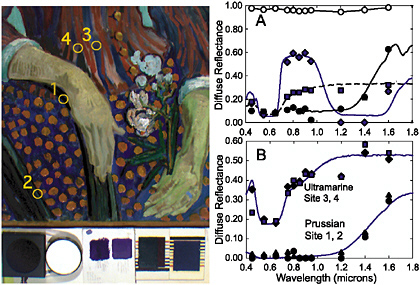 4 3
1
2
A
Diffuse Reflectance
1.00
0.80
0.60
0.40
0.20
0.00
0.4 0.6 0.8 1.0 1.2 1.4 1.6 1.8
B
Diffuse Reflectance
0.60
0.50
0.40
0.30
0.20
0.10
0.00
Ultramarine
Site 3, 4
Prussian
Site 1, 2
0.4 0.6 0.8 1.0 1.2 1.4 1.6 1.8
Wavelength (microns)